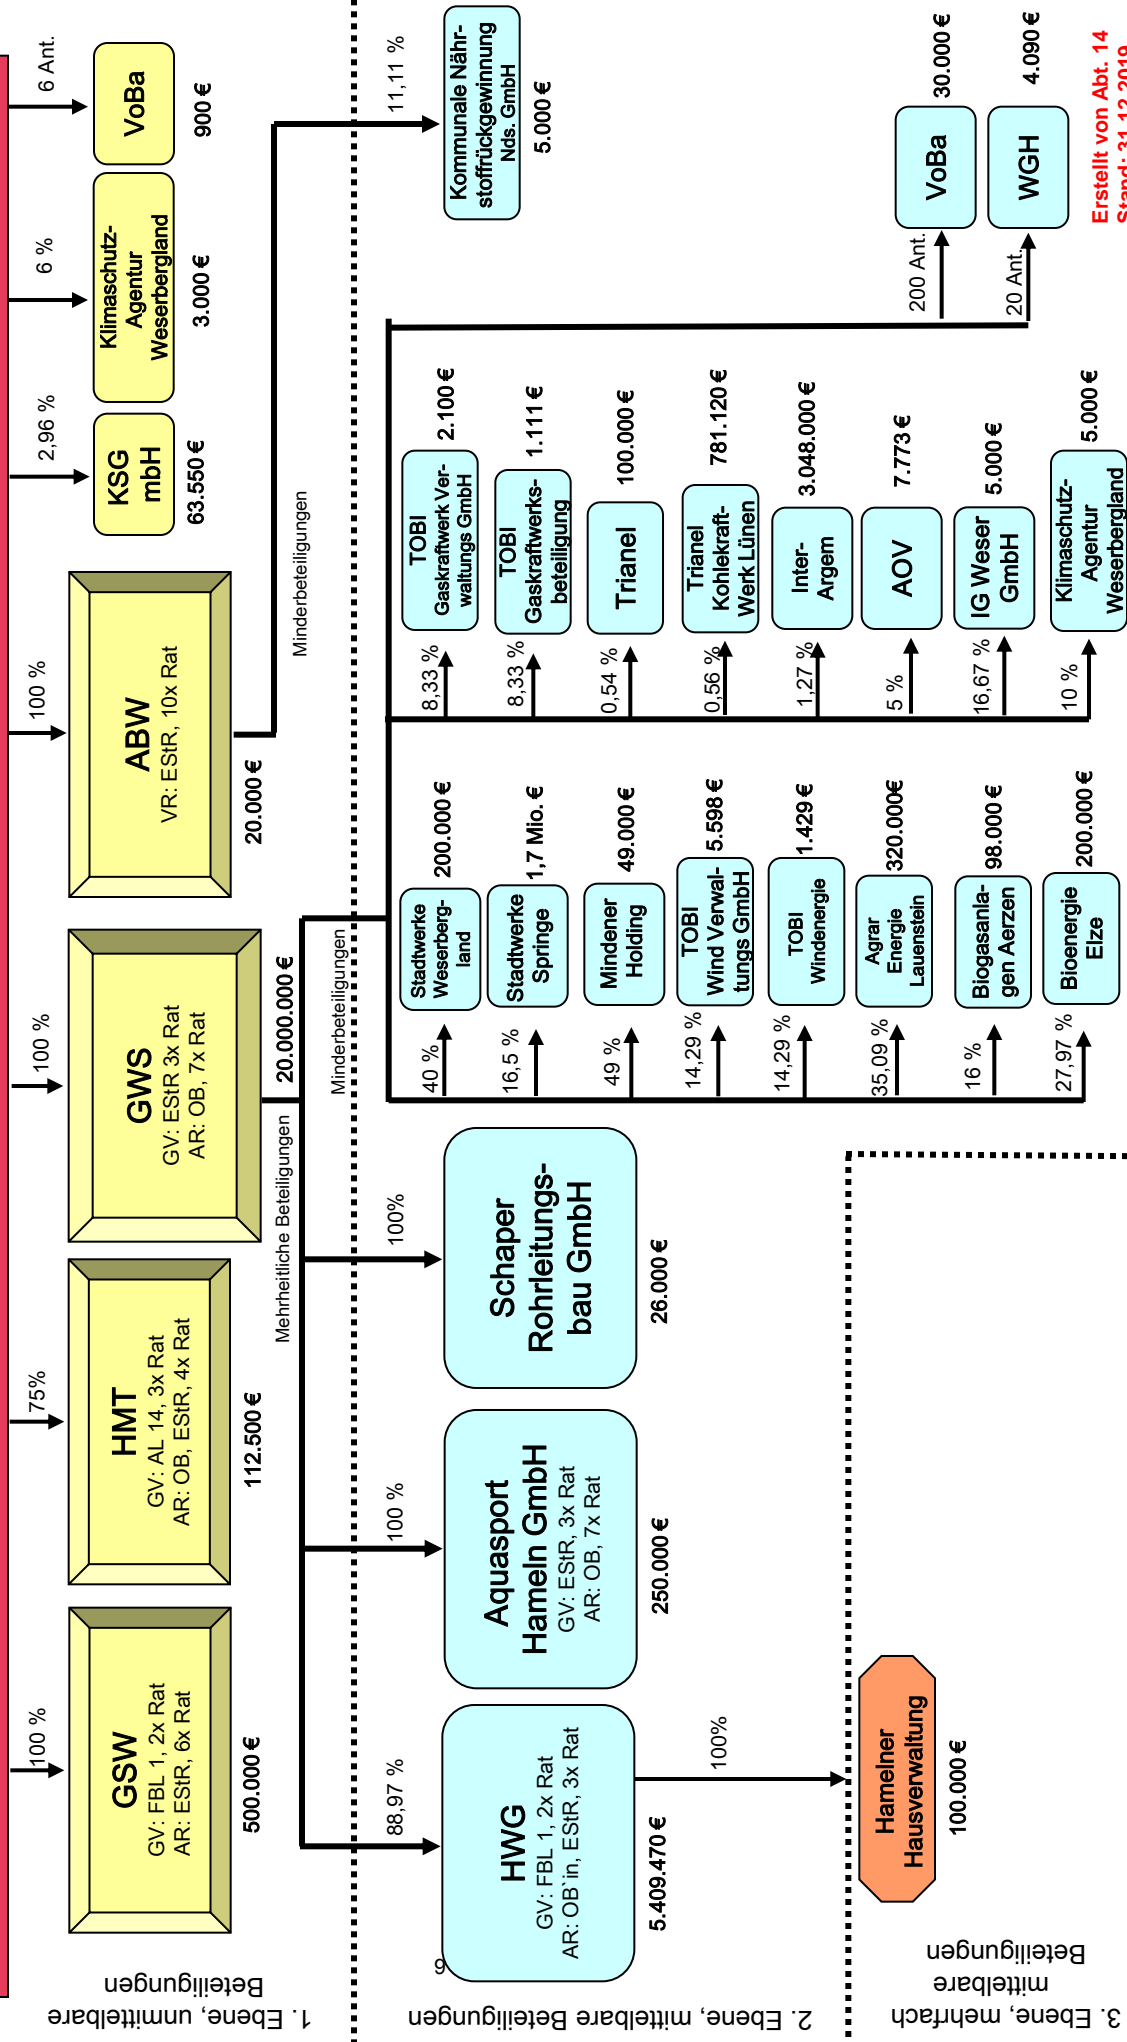 1. Ebene, unmittelbare
Beteiligungen
100 %
GSW
GV: FBL 1, 2x Rat
AR: EStR, 6x Rat
500.000 €
75%
HMT
GV: AL 14, 3x Rat
AR: OB, EStR, 4x Rat
112.500 €
100 %
GWS
GV: EStR 3x Rat
AR: OB, 7x Rat
20.000.000 €
100 %
ABW
VR: EStR, 10x Rat
20.000 €
2,96 %
KSG
mbH
63.550 €
6 %
Klimaschutz-
Agentur
Weserbergland
3.000 €
6 Ant.
VoBa
900 €
Mehrheitliche Beteiligungen
Minderbeteiligungen
Minderbeteiligungen
2. Ebene, mittelbare Beteiligungen
6
88,97 %
HWG
GV: FBL 1, 2x Rat
AR: OB`in, EStR, 3x Rat
5.409.470 €
100 %
Aquasport
Hameln GmbH
GV: EStR, 3x Rat
AR: OB, 7x Rat
250.000 €
100%
Schaper
Rohrleitungs-
bau GmbH
26.000 €
40 %
Stadtwerke
Weserberg-
land
200.000 €
16,5 %
Stadtwerke
Springe
1,7 Mio. €
49 %
Mindener
Holding
49.000 €
14,29 %
TOBI
Wind Verwal-
tungs GmbH
5.598 €
14,29 %
TOBI
Windenergie
1.429 €
35,09 %
Agrar
Energie
Lauenstein
320.000€
16 %
Biogasanla-
gen Aerzen
98.000 €
27,97 %
Bioenergie
Elze
200.000 €
8,33 %
TOBI
Gaskraftwerk Ver-
waltungs GmbH
2.100 €
8,33 %
TOBI
Gaskraftwerks-
beteiligung
1.111 €
0,54 %
Trianel
100.000 €
0,56 %
Trianel
Kohlekraft-
Werk Lünen
781.120 €
1,27 %
Inter-
Argem
3.048.000 €
5 %
AOV
7.773 €
16,67 %
IG Weser
GmbH
5.000 €
10 %
Klimaschutz-
Agentur
Weserbergland
5.000 €
11,11 %
Kommunale Nähr-
stoffrückgewinnung
Nds. GmbH
5.000 €
200 Ant.
VoBa
30.000 €
20 Ant.
WGH
4.090 €
3. Ebene, mehrfach
mittelbare
Beteiligungen
100%
Hamelner
Hausverwaltung
100.000 €
Erstellt von Abt. 14
Stand: 31.12.2019